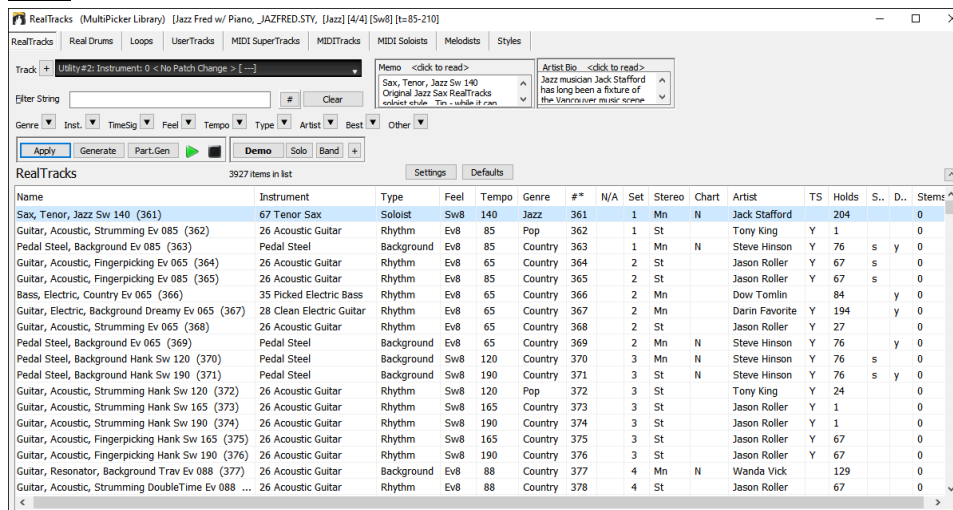 RealTracks (MultiPicker Library) [Jazz Fred w/ Piano, _JAZFRED.STY, [Jazz] [4/4] [Sw8] [t=85-210]
RealTracks Real Drums Loops UserTracks MIDI SuperTracks MIDITracks MIDI Soloists Melodists Styles
Track + Utility#2: Instrument: 0 < No Patch Change > [ ---]
Memo <click to read>
Sax, Tenor, Jazz Sw 140
Original Jazz Sax RealTracks
soloist style. Tip - while it can
Artist Bio <click to read>
Jazz musician Jack Stafford
has long been a fixture of
the Vancouver music scene
Filter String # Clear
Genre Inst. TimeSig Feel Tempo Type Artist Best Other
Apply Generate Part.Gen Demo Solo Band +
RealTracks 3927 items in list Settings Defaults
Name Instrument Type Feel Tempo Genre #* N/A Set Stereo Chart Artist TS Holds S.. D.. Stems
Sax, Tenor, Jazz Sw 140 (361) 67 Tenor Sax Soloist Sw8 140 Jazz 361 1 Mn N Jack Stafford 204 0
Guitar, Acoustic, Strumming Ev 085 (362) 26 Acoustic Guitar Rhythm Ev8 85 Pop 362 1 St Tony King Y 1 0
Pedal Steel, Background Ev 085 (363) Pedal Steel Background Ev8 85 Country 363 1 Mn N Steve Hinson Y 76 s y 0
Guitar, Acoustic, Fingerpicking Ev 065 (364) 26 Acoustic Guitar Rhythm Ev8 65 Country 364 2 St Jason Roller Y 67 s 0
Guitar, Acoustic, Fingerpicking Ev 085 (365) 26 Acoustic Guitar Rhythm Ev8 85 Country 365 2 St Jason Roller Y 67 s 0
Bass, Electric, Country Ev 065 (366) 35 Picked Electric Bass Rhythm Ev8 65 Country 366 2 Mn Dow Tomlin 84 y 0
Guitar, Electric, Background Dreamy Ev 065 (367) 28 Clean Electric Guitar Rhythm Ev8 65 Country 367 2 Mn Darin Favorite Y 194 y 0
Guitar, Acoustic, Strumming Ev 065 (368) 26 Acoustic Guitar Rhythm Ev8 65 Country 368 2 St Jason Roller Y 27 0
Pedal Steel, Background Ev 065 (369) Pedal Steel Background Ev8 65 Country 369 2 Mn N Steve Hinson Y 76 y 0
Pedal Steel, Background Hank Sw 120 (370) Pedal Steel Background Sw8 120 Country 370 3 Mn N Steve Hinson Y 76 s 0
Pedal Steel, Background Hank Sw 190 (371) Pedal Steel Background Sw8 190 Country 371 3 St N Steve Hinson Y 76 s y 0
Guitar, Acoustic, Strumming Hank Sw 120 (372) 26 Acoustic Guitar Rhythm Sw8 120 Pop 372 3 St Tony King Y 24 0
Guitar, Acoustic, Strumming Hank Sw 165 (373) 26 Acoustic Guitar Rhythm Sw8 165 Country 373 3 St Jason Roller Y 1 0
Guitar, Acoustic, Strumming Hank Sw 190 (374) 26 Acoustic Guitar Rhythm Sw8 190 Country 374 3 St Jason Roller Y 1 0
Guitar, Acoustic, Fingerpicking Hank Sw 165 (375) 26 Acoustic Guitar Rhythm Sw8 165 Country 375 3 St Jason Roller Y 67 0
Guitar, Acoustic, Fingerpicking Hank Sw 190 (376) 26 Acoustic Guitar Rhythm Sw8 190 Country 376 3 St Jason Roller Y 67 0
Guitar, Resonator, Background Trav Ev 088 (377) 26 Acoustic Guitar Background Ev8 88 Country 377 4 Mn N Wanda Vick 129 0
Guitar, Acoustic, Strumming DoubleTime Ev 088 ... 26 Acoustic Guitar Rhythm Ev8 88 Country 378 4 St Jason Roller 67 0